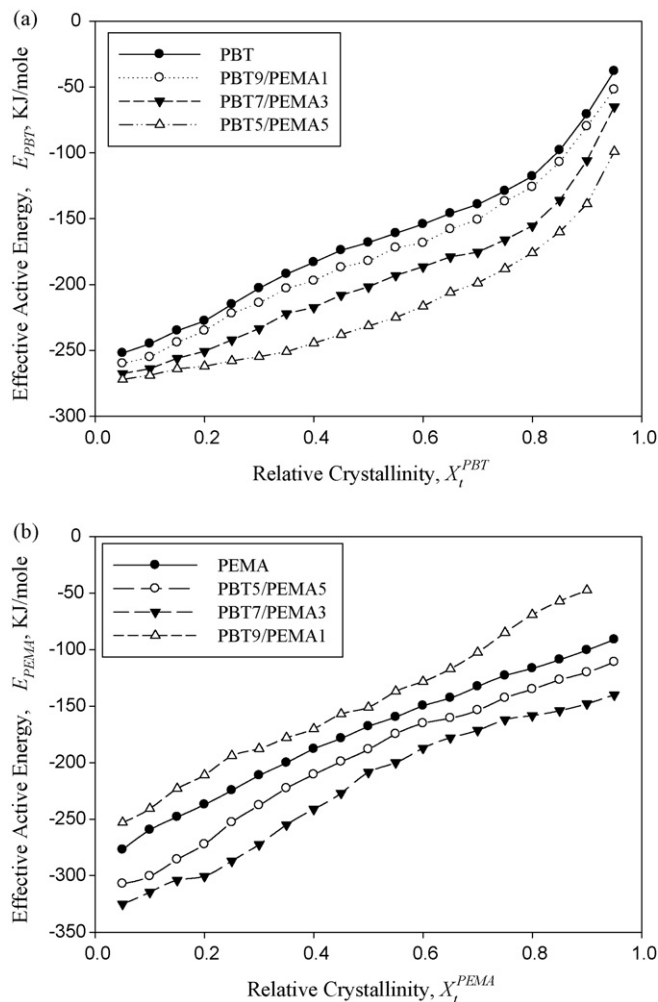 (a)
0
-50
-100
-150
-200
-250
-300
Effective Active Energy, E_PBT, KJ/mole
PBT
PBT9/PEMA1
PBT7/PEMA3
PBT5/PEMA5
0.0 0.2 0.4 0.6 0.8 1.0
Relative Crystallinity, X_t^PBT
(b)
0
-50
-100
-150
-200
-250
-300
-350
Effective Active Energy, E_PEMA, KJ/mole
PEMA
PBT5/PEMA5
PBT7/PEMA3
PBT9/PEMA1
0.0 0.2 0.4 0.6 0.8 1.0
Relative Crystallinity, X_t^PEMA